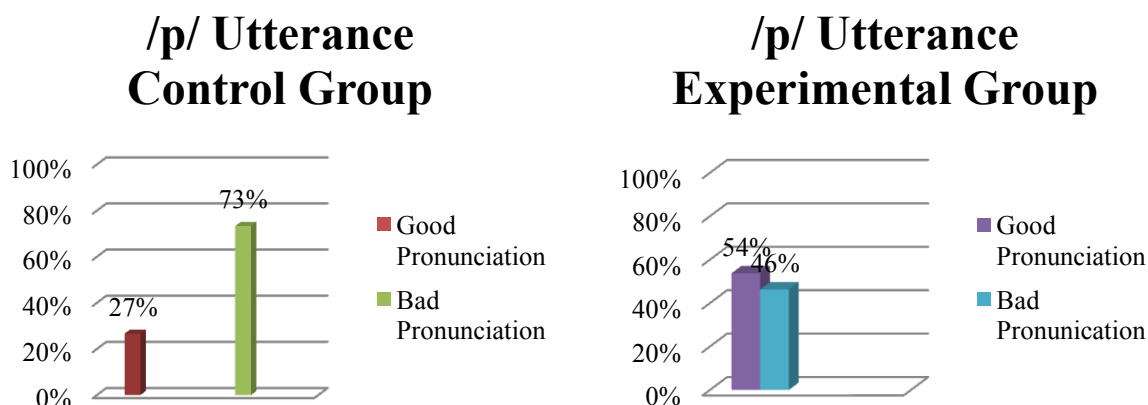 /p/ Utterance
Control Group
100%
80%
60%
40%
20%
0%
27%
73%
Good
Pronunciation
Bad
Pronunciation
/p/ Utterance
Experimental Group
100%
80%
60%
40%
20%
0%
54%
46%
Good
Pronunciation
Bad
Pronunication